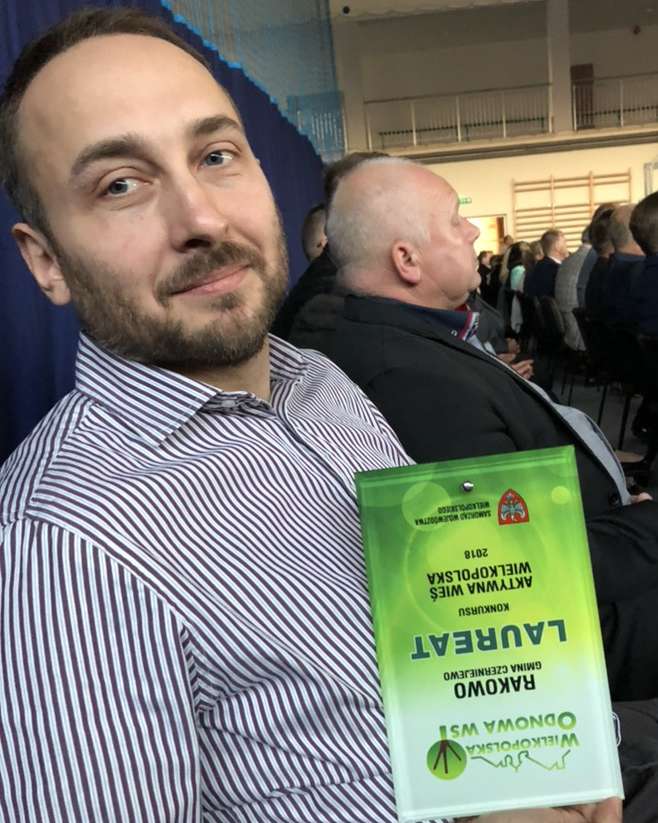 WIELKOPOLSKA
ODNOWA WSI
RAKOWO
GMINA CZERNIEJEWO
LAUREAT
KONKURSU
AKTYWNA WIEŚ
WIELKOPOLSKA
2018
SAMORZĄD WOJEWÓDZTWA
WIELKOPOLSKIEGO